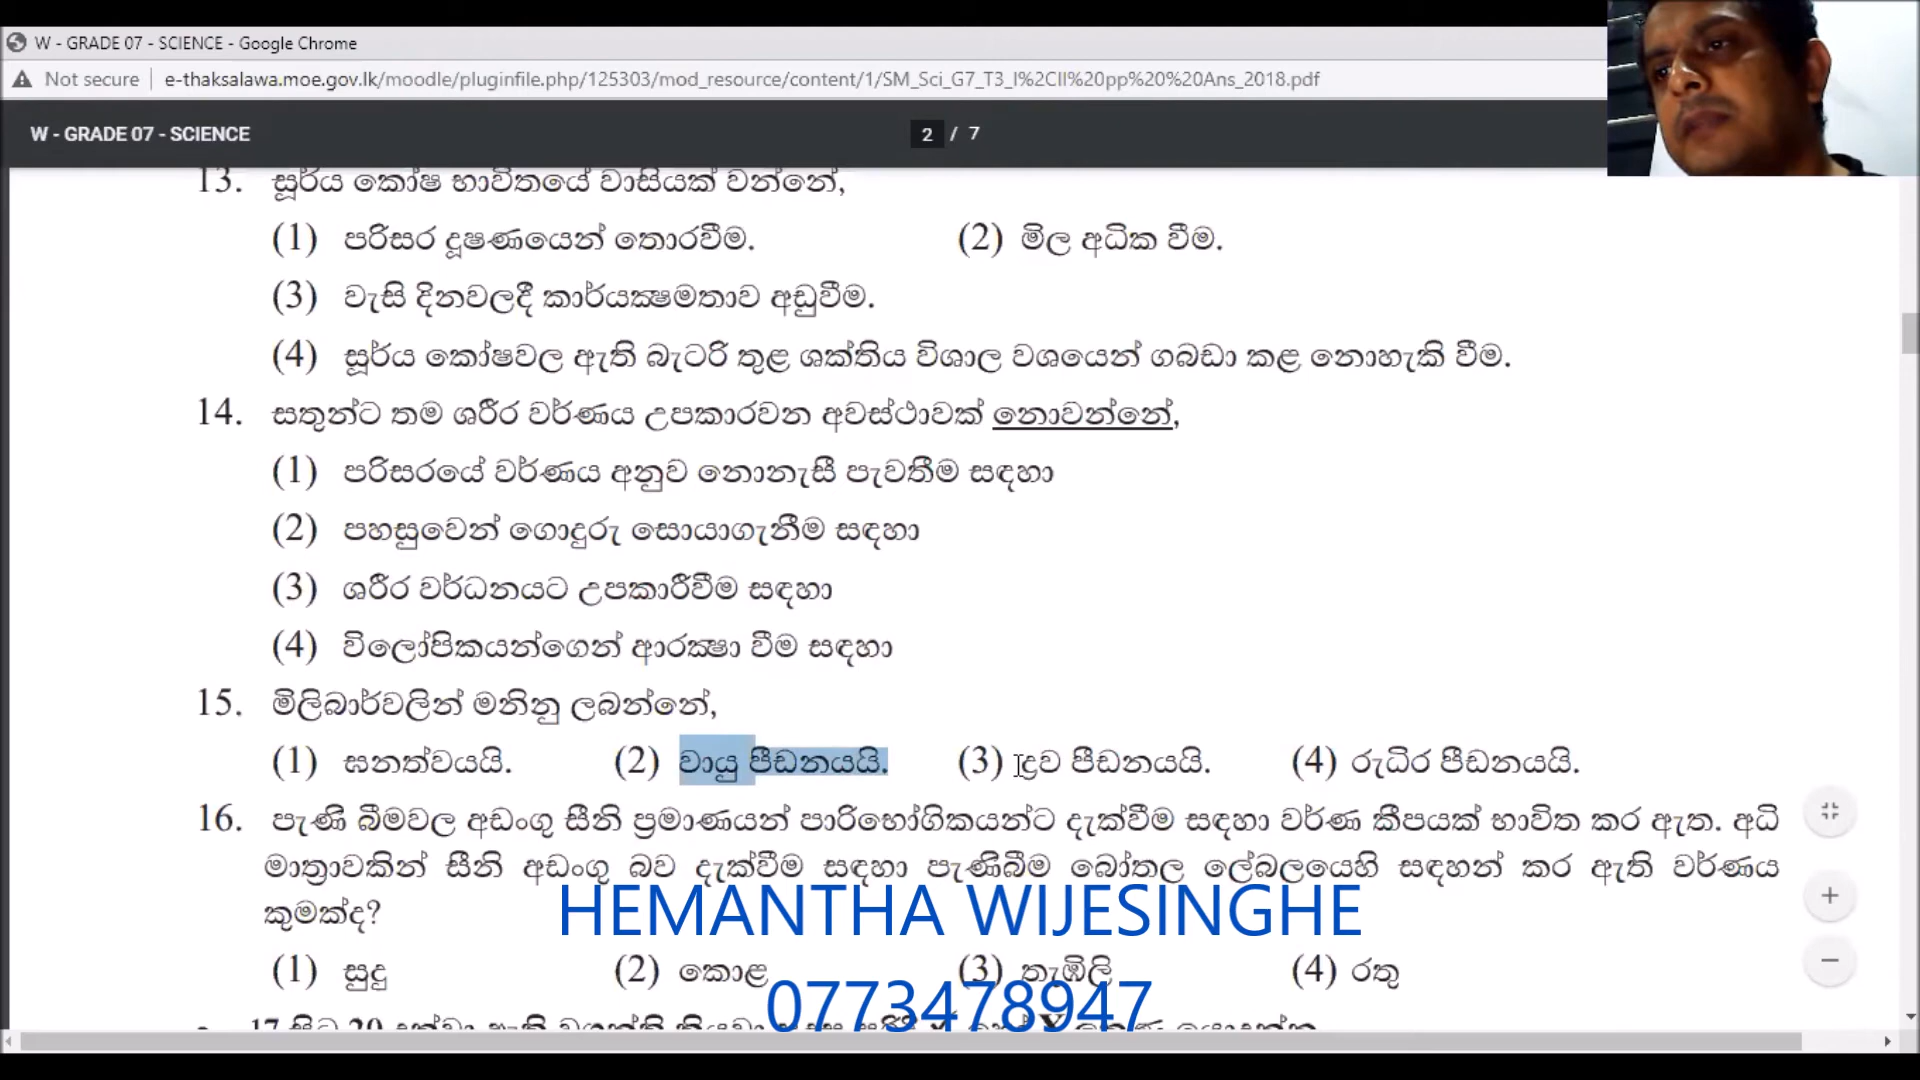 W - GRADE 07 - SCIENCE - Google Chrome
Not secure e-thaksalawa.moe.gov.lk/moodle/pluginfile.php/125303/mod_resource/content/1/SM_Sci_G7_T3_I%2CII%20pp%20%20Ans_2018.pdf
W - GRADE 07 - SCIENCE 2 / 7
13. සූර්ය කෝෂ භාවිතයේ වාසියක් වන්නේ,
(1) පරිසර දූෂණයෙන් තොරවීම. (2) මිල අධික වීම.
(3) වැසි දිනවලදී කාර්යක්‍ෂමතාව අඩුවීම.
(4) සූර්ය කෝෂවල ඇති බැටරි තුළ ශක්තිය විශාල වශයෙන් ගබඩා කළ නොහැකි වීම.
14. සතුන්ට තම ශරීර වර්ණය උපකාරවන අවස්ථාවක් නොවන්නේ,
(1) පරිසරයේ වර්ණය අනුව නොනැසී පැවතීම සඳහා
(2) පහසුවෙන් ගොදුරු සොයාගැනීම සඳහා
(3) ශරීර වර්ධනයට උපකාරීවීම සඳහා
(4) විලෝපිකයන්ගෙන් ආරක්‍ෂා වීම සඳහා
15. මිලිබාර්වලින් මනිනු ලබන්නේ,
(1) ඝනත්වයයි. (2) වායු පීඩනයයි. (3) ද්‍රව පීඩනයයි. (4) රුධිර පීඩනයයි.
16. පැණි බීමවල අඩංගු සීනි ප්‍රමාණයන් පාරිභෝගිකයන්ට දැක්වීම සඳහා වර්ණ කීපයක් භාවිත කර ඇත. අධි
මාත්‍රාවකින් සීනි අඩංගු බව දැක්වීම සඳහා පැණිබීම බෝතල ලේබලයෙහි සඳහන් කර ඇති වර්ණය
කුමක්ද?
HEMANTHA WIJESINGHE
(1) සුදු (2) කොළ (3) තැඹිලි (4) රතු
0773478947